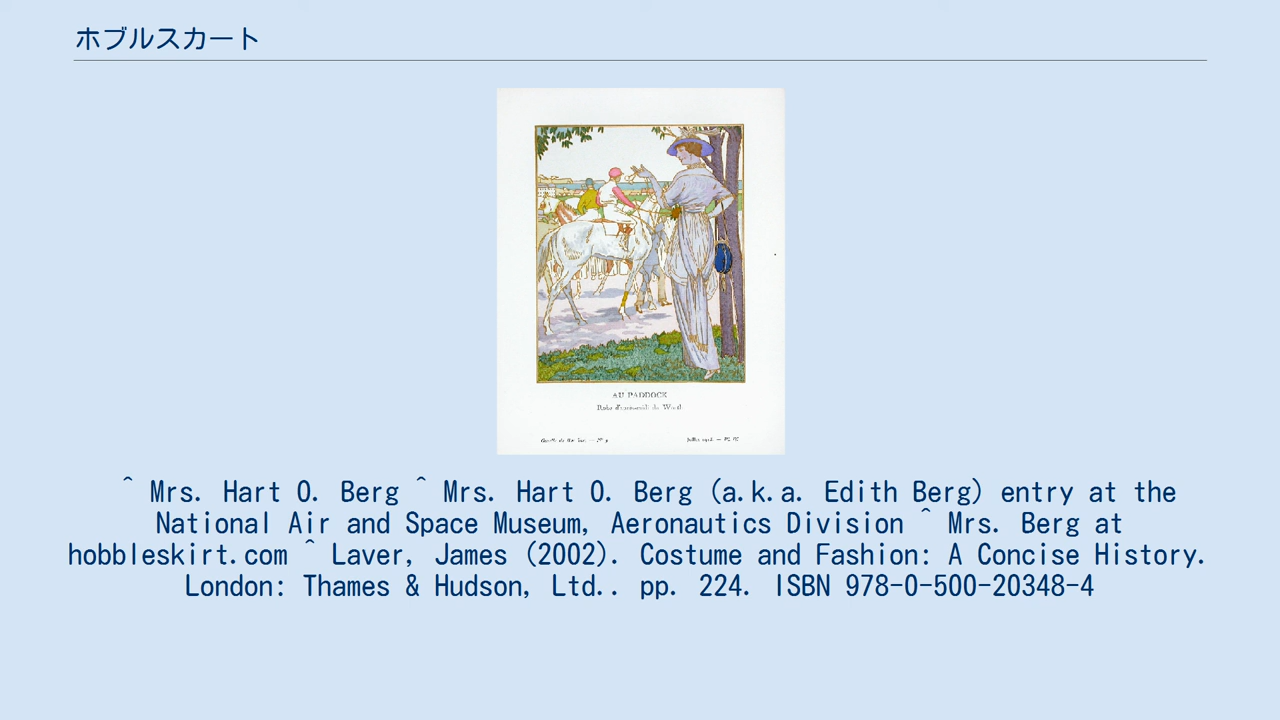 ホブルスカート
AU PADDOCK
^ Mrs. Hart O. Berg ^ Mrs. Hart O. Berg (a.k.a. Edith Berg) entry at the
National Air and Space Museum, Aeronautics Division ^ Mrs. Berg at
hobbleskirt.com ^ Laver, James (2002). Costume and Fashion: A Concise History.
London: Thames & Hudson, Ltd.. pp. 224. ISBN 978-0-500-20348-4